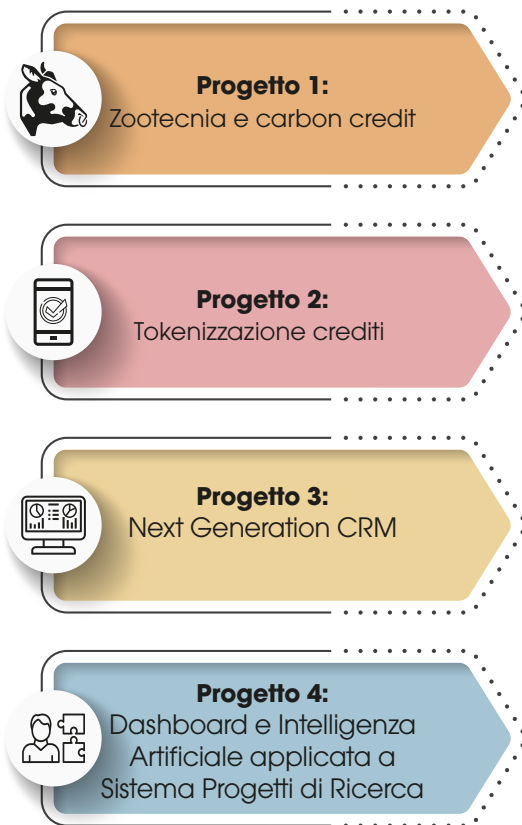 Progetto 1:
Zootecnia e carbon credit
Progetto 2:
Tokenizzazione crediti
Progetto 3:
Next Generation CRM
Progetto 4:
Dashboard e Intelligenza
Artificiale applicata a
Sistema Progetti di Ricerca